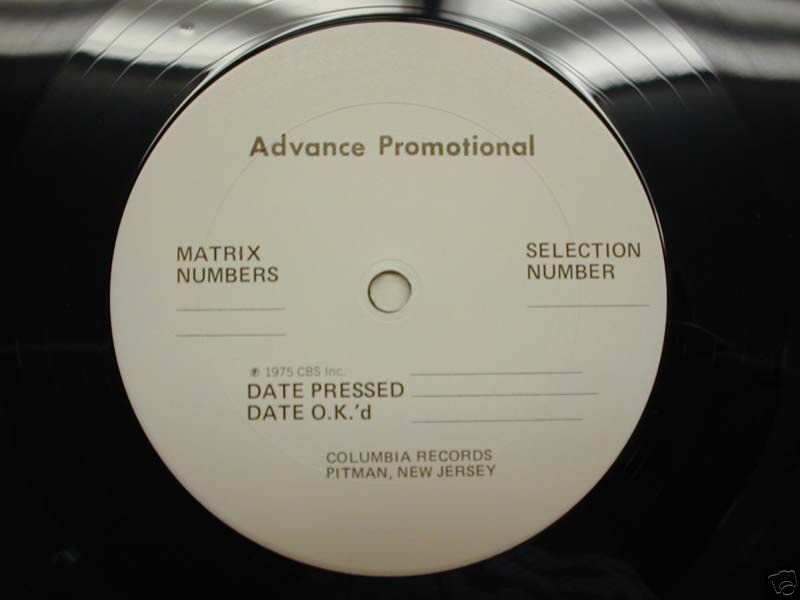 Advance Promotional
MATRIX
NUMBERS
SELECTION
NUMBER
℗ 1975 CBS Inc.
DATE PRESSED
DATE O.K.'d
COLUMBIA RECORDS
PITMAN, NEW JERSEY